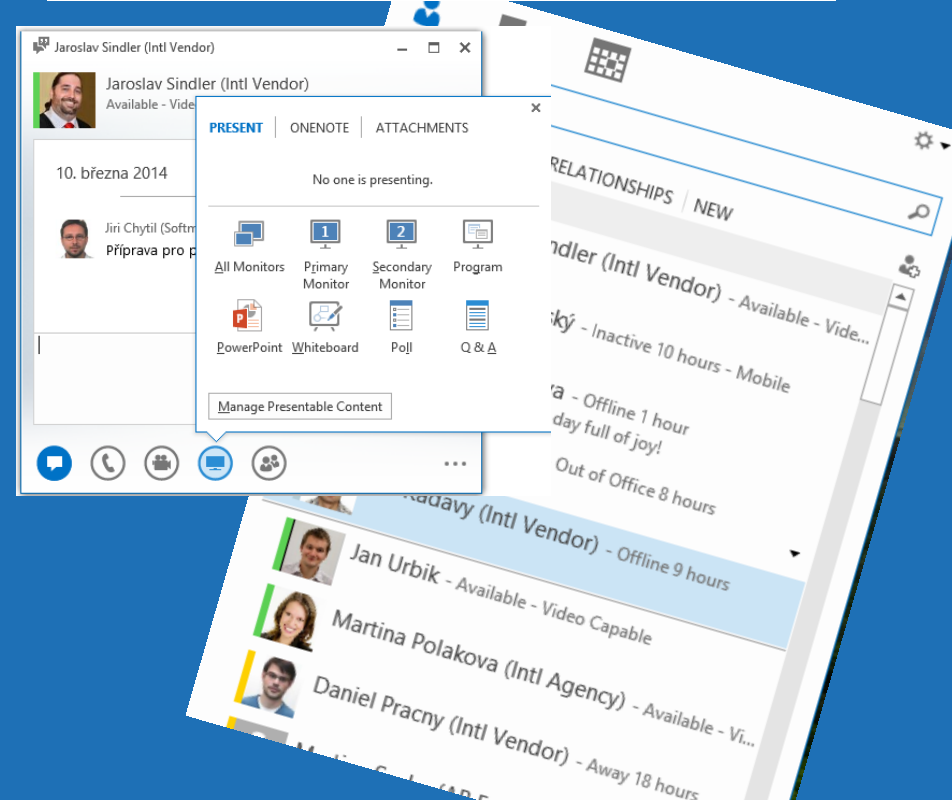 Jaroslav Sindler (Intl Vendor)
Jaroslav Sindler (Intl Vendor)
Available - Vide
PRESENT
ONENOTE
ATTACHMENTS
10. března 2014
No one is presenting.
Jiri Chytil (Softm
Příprava pro p
1
2
All Monitors
Primary
Monitor
Secondary
Monitor
Program
PowerPoint
Whiteboard
Poll
Q & A
Manage Presentable Content
RELATIONSHIPS
NEW
ndler (Intl Vendor) - Available - Vide...
ský - Inactive 10 hours - Mobile
va - Offline 1 hour
day full of joy!
Out of Office 8 hours
Kadavy (Intl Vendor) - Offline 9 hours
Jan Urbik - Available - Video Capable
Martina Polakova (Intl Agency) - Available - Vi...
Daniel Pracny (Intl Vendor) - Away 18 hours